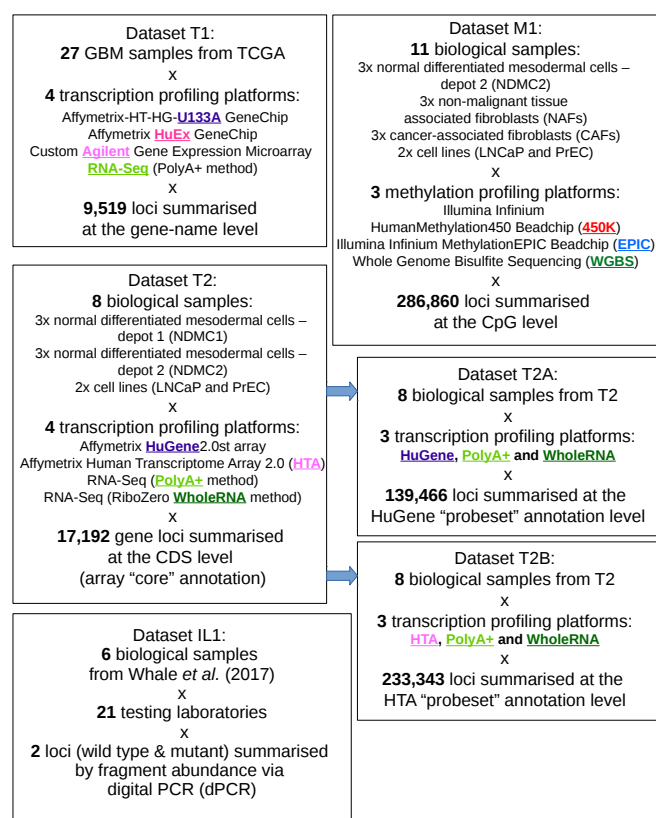 Dataset T1:
27 GBM samples from TCGA
x
4 transcription profiling platforms:
Affymetrix-HT-HG-U133A GeneChip
Affymetrix HuEx GeneChip
Custom Agilent Gene Expression Microarray
RNA-Seq (PolyA+ method)
x
9,519 loci summarised
at the gene-name level
Dataset T2:
8 biological samples:
3x normal differentiated mesodermal cells –
depot 1 (NDMC1)
3x normal differentiated mesodermal cells –
depot 2 (NDMC2)
2x cell lines (LNCaP and PrEC)
x
4 transcription profiling platforms:
Affymetrix HuGene2.0st array
Affymetrix Human Transcriptome Array 2.0 (HTA)
RNA-Seq (PolyA+ method)
RNA-Seq (RiboZero WholeRNA method)
x
17,192 gene loci summarised
at the CDS level
(array “core” annotation)
Dataset IL1:
6 biological samples
from Whale et al. (2017)
x
21 testing laboratories
x
2 loci (wild type & mutant) summarised
by fragment abundance via
digital PCR (dPCR)
Dataset M1:
11 biological samples:
3x normal differentiated mesodermal cells –
depot 2 (NDMC2)
3x non-malignant tissue
associated fibroblasts (NAFs)
3x cancer-associated fibroblasts (CAFs)
2x cell lines (LNCaP and PrEC)
x
3 methylation profiling platforms:
Illumina Infinium
HumanMethylation450 Beadchip (450K)
Illumina Infinium MethylationEPIC Beadchip (EPIC)
Whole Genome Bisulfite Sequencing (WGBS)
x
286,860 loci summarised
at the CpG level
Dataset T2A:
8 biological samples from T2
x
3 transcription profiling platforms:
HuGene, PolyA+ and WholeRNA
x
139,466 loci summarised at the
HuGene “probeset” annotation level
Dataset T2B:
8 biological samples from T2
x
3 transcription profiling platforms:
HTA, PolyA+ and WholeRNA
x
233,343 loci summarised at the
HTA “probeset” annotation level